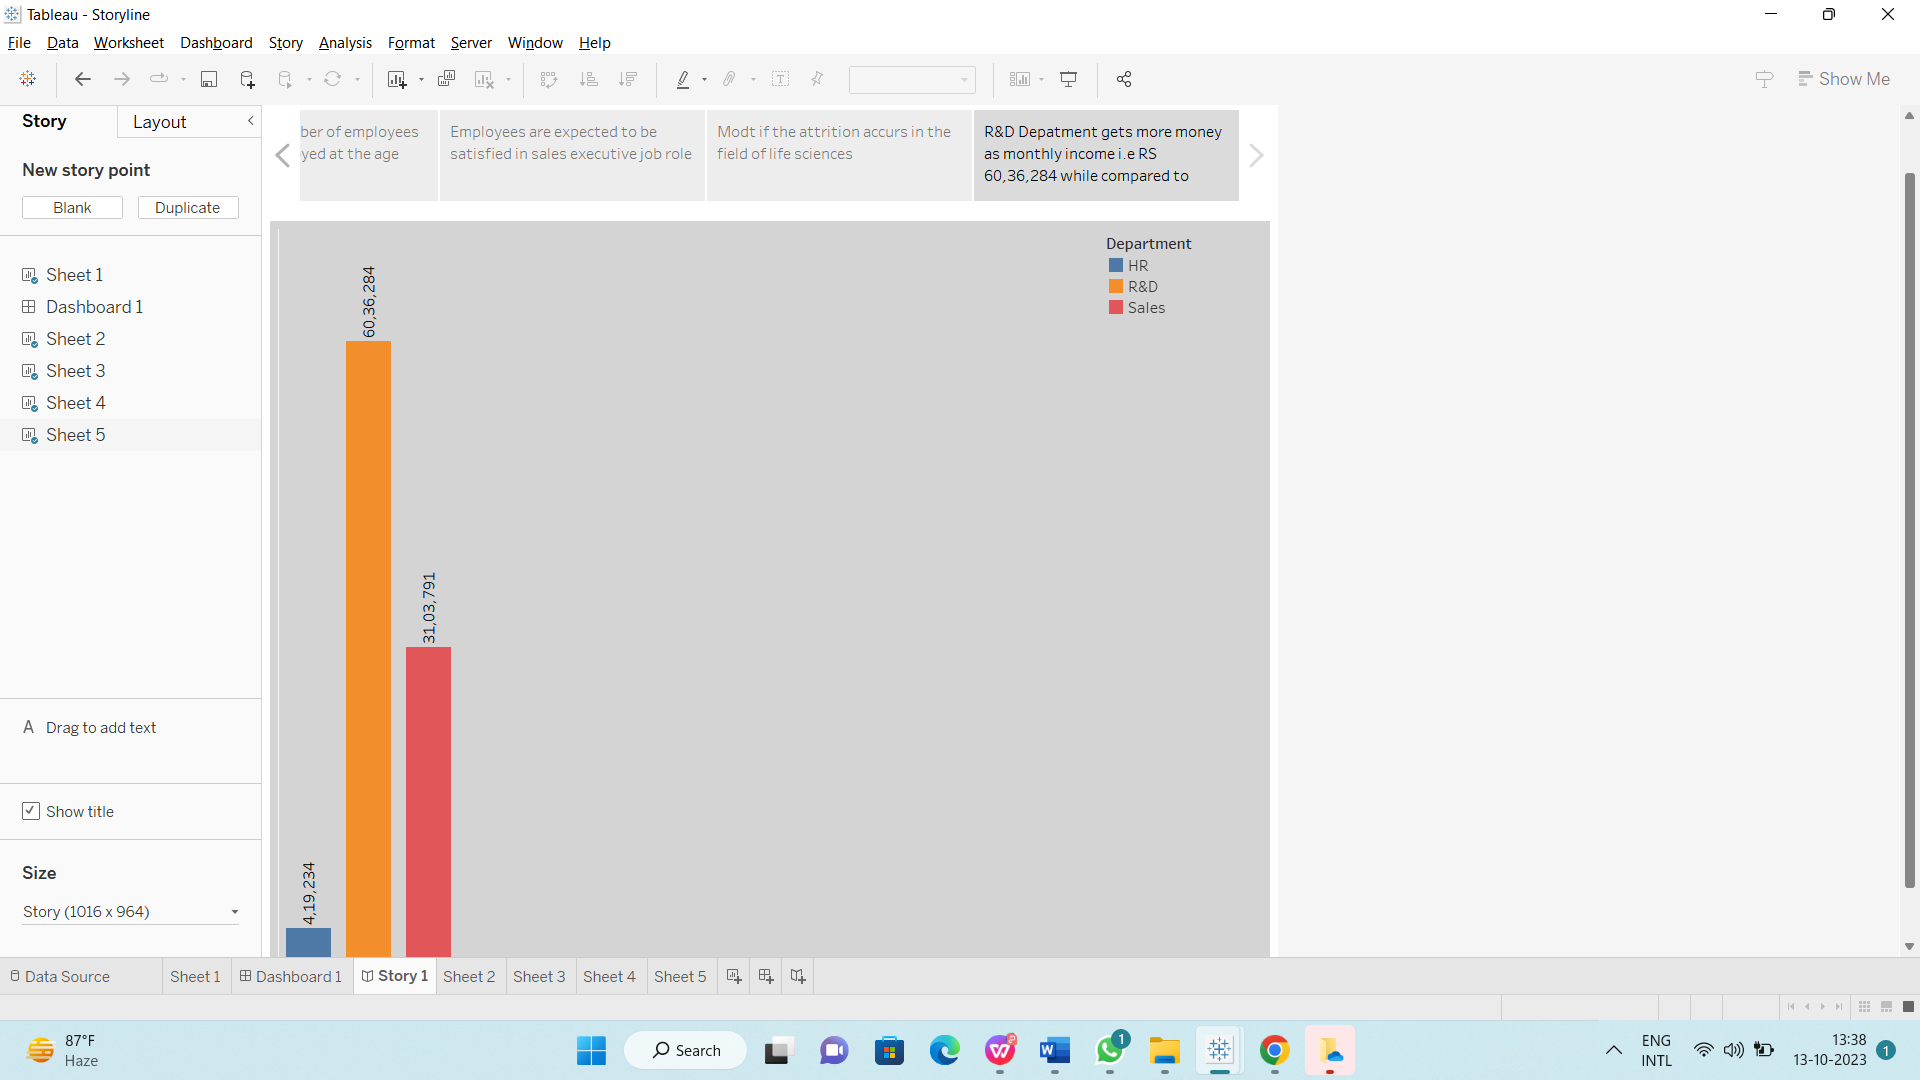 Tableau - Storyline
File Data Worksheet Dashboard Story Analysis Format Server Window Help
Show Me
Story Layout
New story point
Blank Duplicate
Sheet 1
Dashboard 1
Sheet 2
Sheet 3
Sheet 4
Sheet 5
A Drag to add text
Show title
Size
Story (1016 x 964)
ber of employees
yed at the age
Employees are expected to be
satisfied in sales executive job role
Modt if the attrition accurs in the
field of life sciences
R&D Depatment gets more money
as monthly income i.e RS
60,36,284 while compared to
Department
HR
R&D
Sales
4,19,234
60,36,284
31,03,791
Data Source Sheet 1 Dashboard 1 Story 1 Sheet 2 Sheet 3 Sheet 4 Sheet 5
87°F
Haze
Search
1
ENG
INTL
13:38
13-10-2023
1